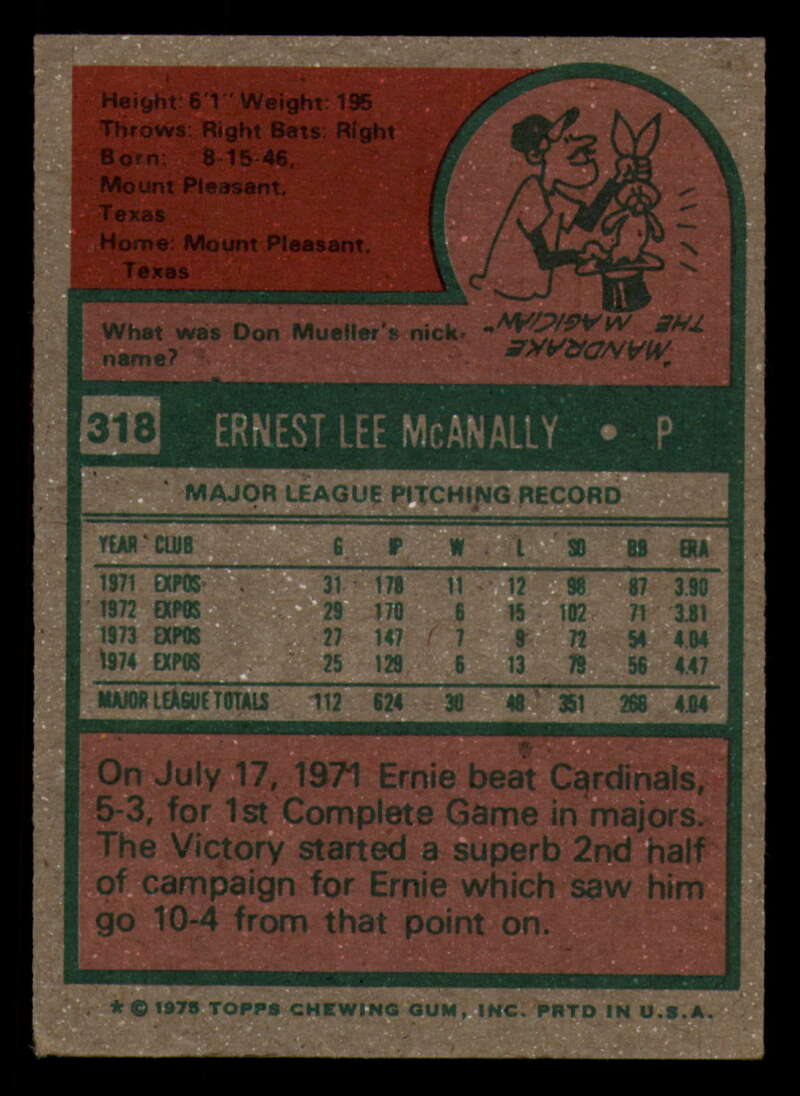 Height: 6'1" Weight: 195
Throws: Right Bats: Right
Born: 8-15-46,
Mount Pleasant,
Texas
Home: Mount Pleasant,
Texas
What was Don Mueller's nick-
name?
"MANDRAKE
THE MAGICIAN"
318 ERNEST LEE McANALLY • P
MAJOR LEAGUE PITCHING RECORD
YEAR CLUB G IP W L SO BB ERA
1971 EXPOS 31 178 11 12 98 87 3.90
1972 EXPOS 29 170 6 15 102 71 3.81
1973 EXPOS 27 147 7 9 72 54 4.04
1974 EXPOS 25 129 6 13 79 56 4.47
MAJOR LEAGUE TOTALS 112 624 30 49 351 268 4.04
On July 17, 1971 Ernie beat Cardinals,
5-3, for 1st Complete Game in majors.
The Victory started a superb 2nd half
of campaign for Ernie which saw him
go 10-4 from that point on.
* © 1975 TOPPS CHEWING GUM, INC. PRTD IN U.S.A.